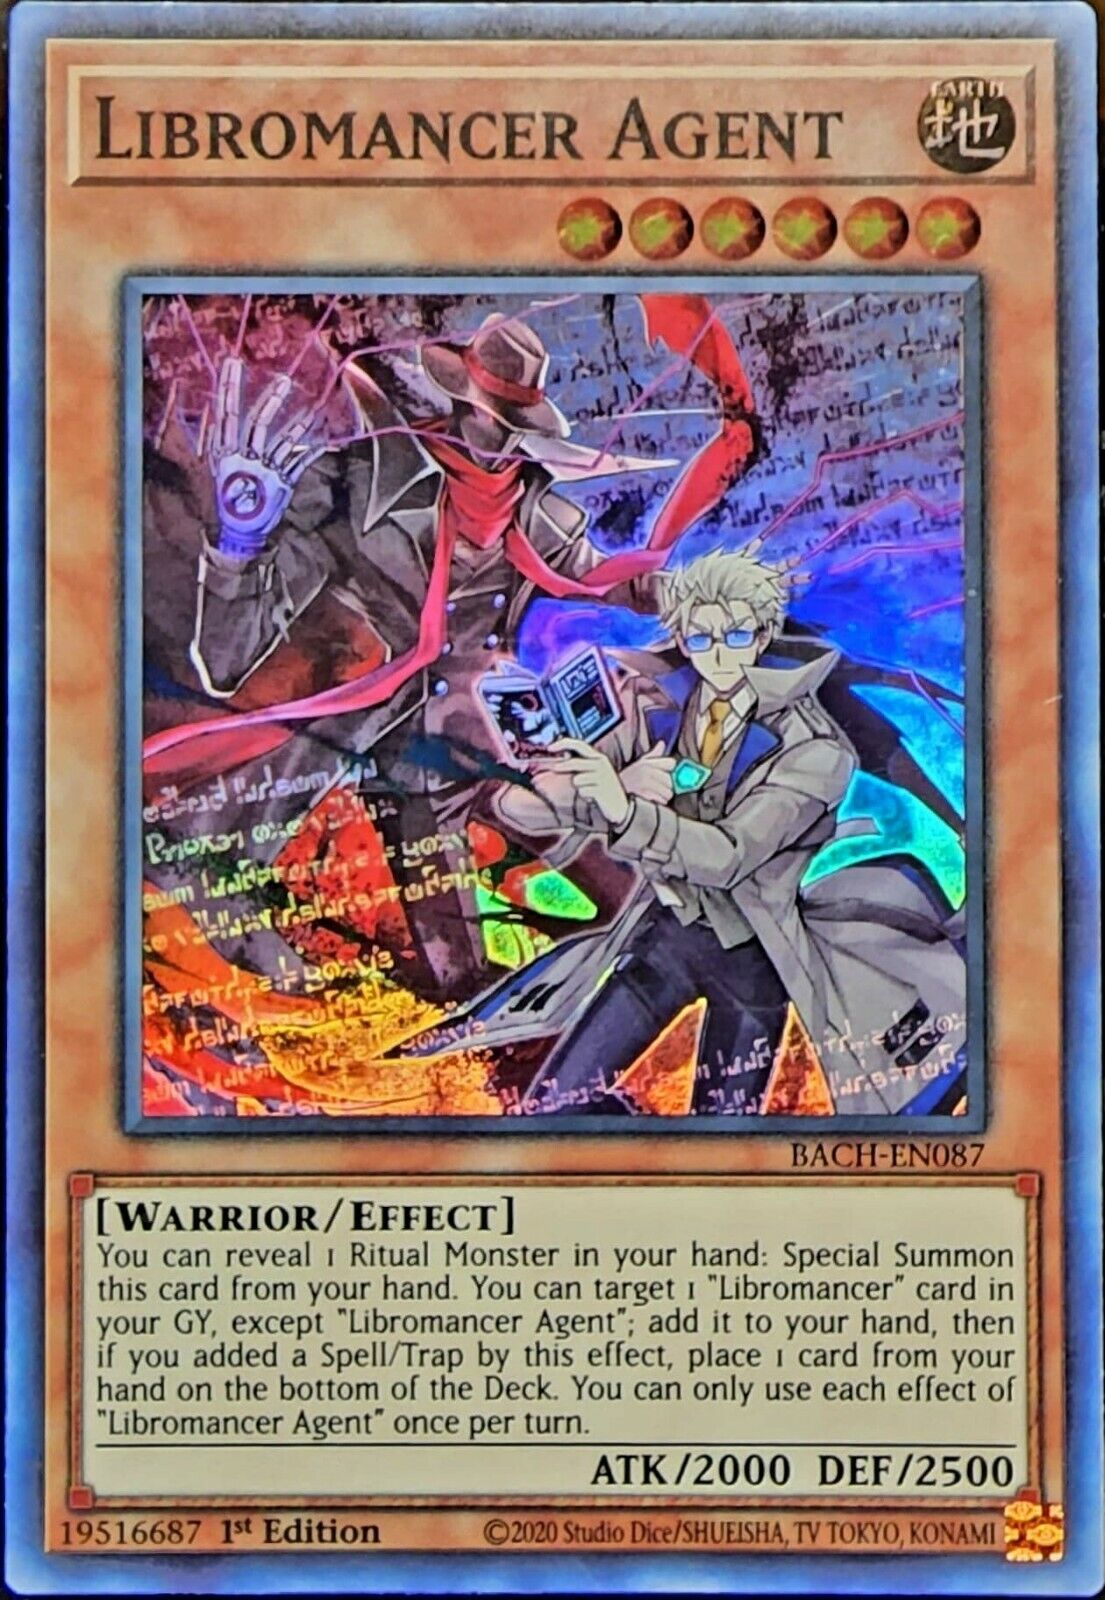 LIBROMANCER AGENT
EARTH
地
BACH-EN087
[WARRIOR/EFFECT]
You can reveal 1 Ritual Monster in your hand: Special Summon
this card from your hand. You can target 1 "Libromancer" card in
your GY, except "Libromancer Agent"; add it to your hand, then
if you added a Spell/Trap by this effect, place 1 card from your
hand on the bottom of the Deck. You can only use each effect of
"Libromancer Agent" once per turn.
ATK/2000 DEF/2500
19516687 1st Edition ©2020 Studio Dice/SHUEISHA, TV TOKYO, KONAMI